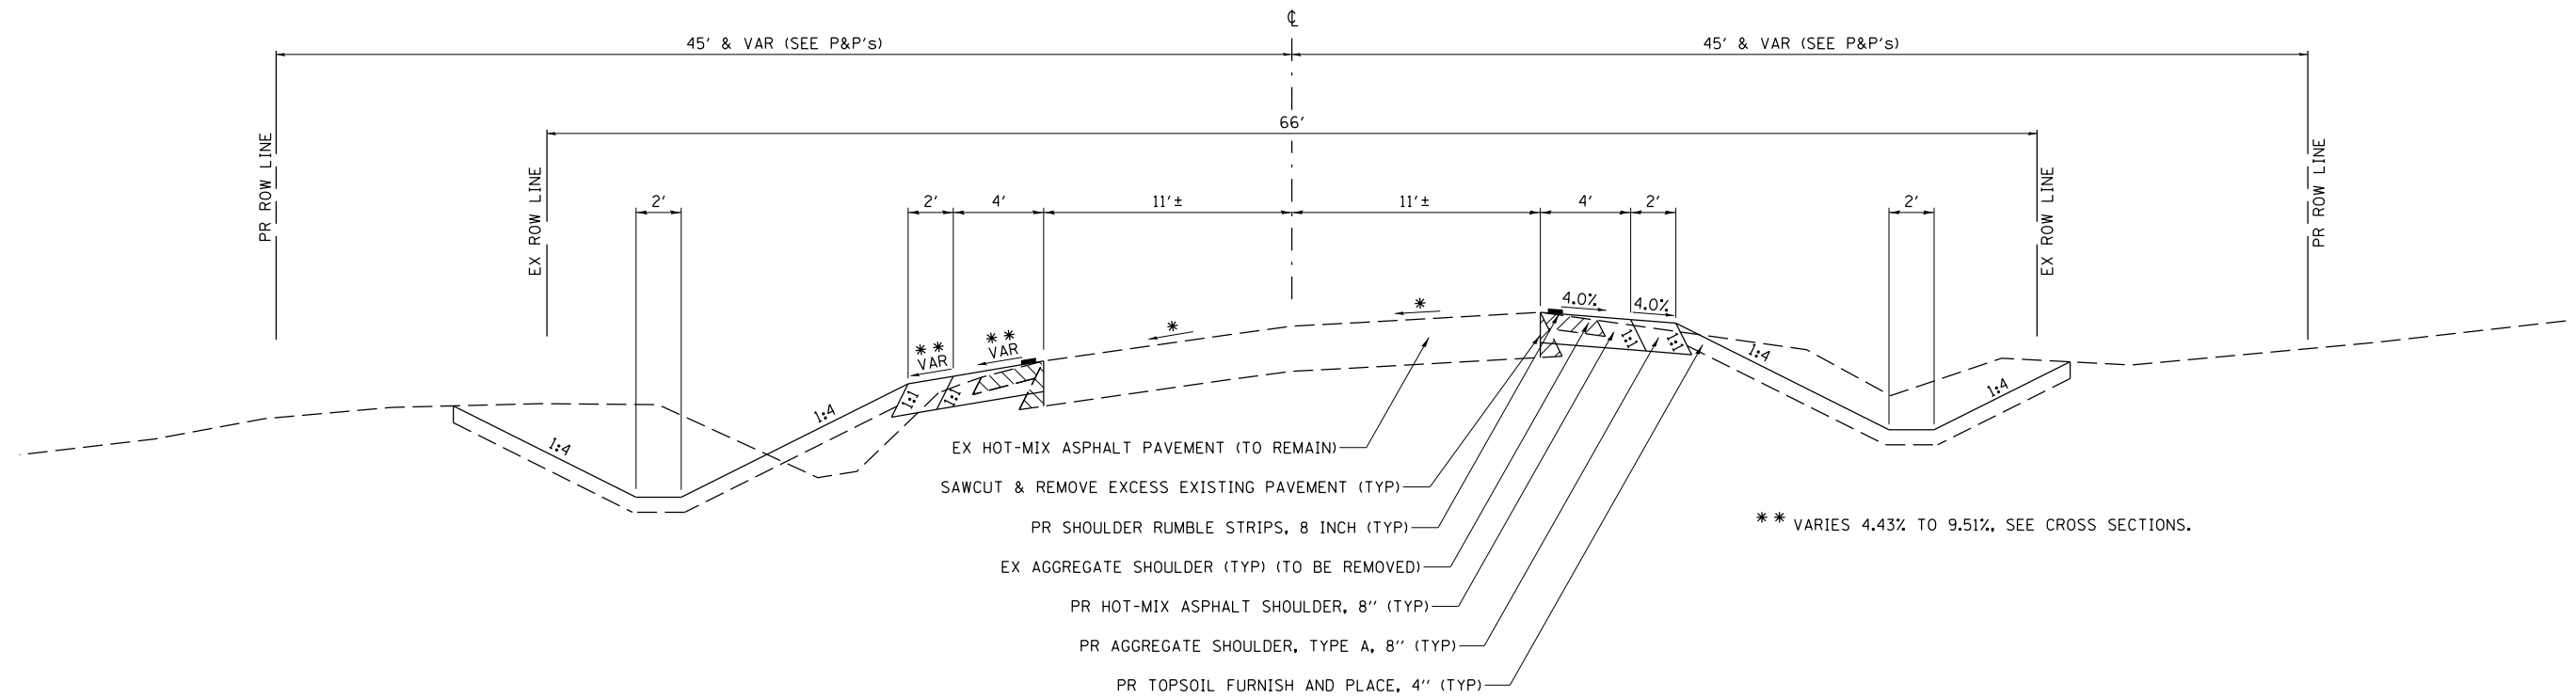 ℄
45' & VAR (SEE P&P's)
45' & VAR (SEE P&P's)
66'
PR ROW LINE
EX ROW LINE
EX ROW LINE
PR ROW LINE
2'
2'
4'
11'±
11'±
4'
2'
2'
* *
VAR
* *
VAR
*
*
4.0%
4.0%
1:4
1:4
1:1
1:1
1:1
1:1
1:4
1:4
EX HOT-MIX ASPHALT PAVEMENT (TO REMAIN)
SAWCUT & REMOVE EXCESS EXISTING PAVEMENT (TYP)
PR SHOULDER RUMBLE STRIPS, 8 INCH (TYP)
EX AGGREGATE SHOULDER (TYP) (TO BE REMOVED)
PR HOT-MIX ASPHALT SHOULDER, 8" (TYP)
PR AGGREGATE SHOULDER, TYPE A, 8" (TYP)
PR TOPSOIL FURNISH AND PLACE, 4" (TYP)
* * VARIES 4.43% TO 9.51%, SEE CROSS SECTIONS.